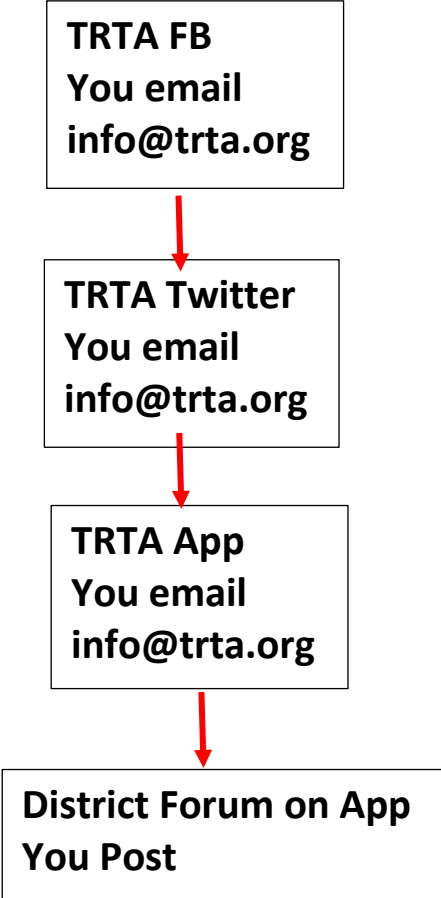 TRTA FB
You email
info@trta.org
TRTA Twitter
You email
info@trta.org
TRTA App
You email
info@trta.org
District Forum on App
You Post